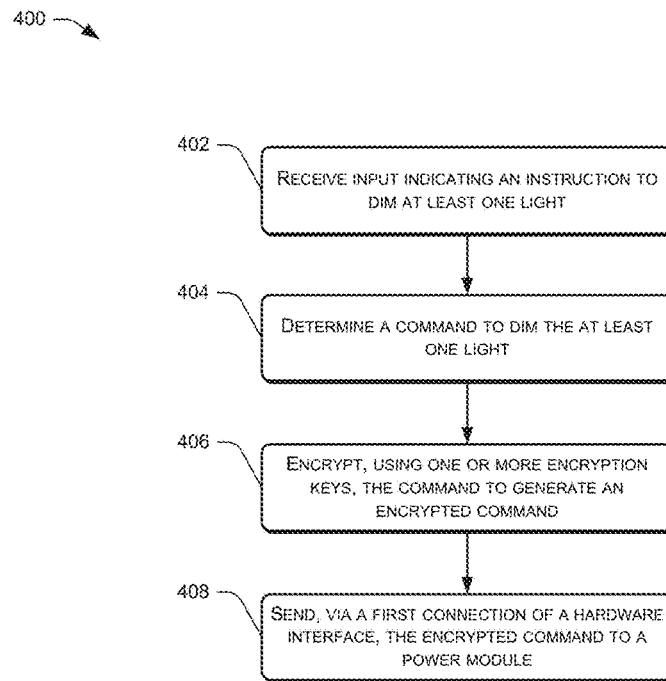 400
402
RECEIVE INPUT INDICATING AN INSTRUCTION TO
DIM AT LEAST ONE LIGHT
404
DETERMINE A COMMAND TO DIM THE AT LEAST
ONE LIGHT
406
ENCRYPT, USING ONE OR MORE ENCRYPTION
KEYS, THE COMMAND TO GENERATE AN
ENCRYPTED COMMAND
408
SEND, VIA A FIRST CONNECTION OF A HARDWARE
INTERFACE, THE ENCRYPTED COMMAND TO A
POWER MODULE